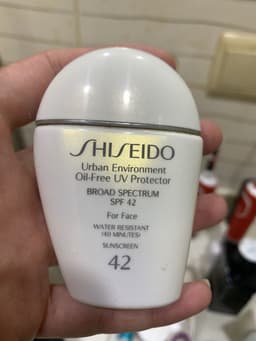 SHISEIDO
Urban Environment
Oil-Free UV Protector
BROAD SPECTRUM
SPF 42
For Face
WATER RESISTANT
(40 MINUTES)
SUNSCREEN
42